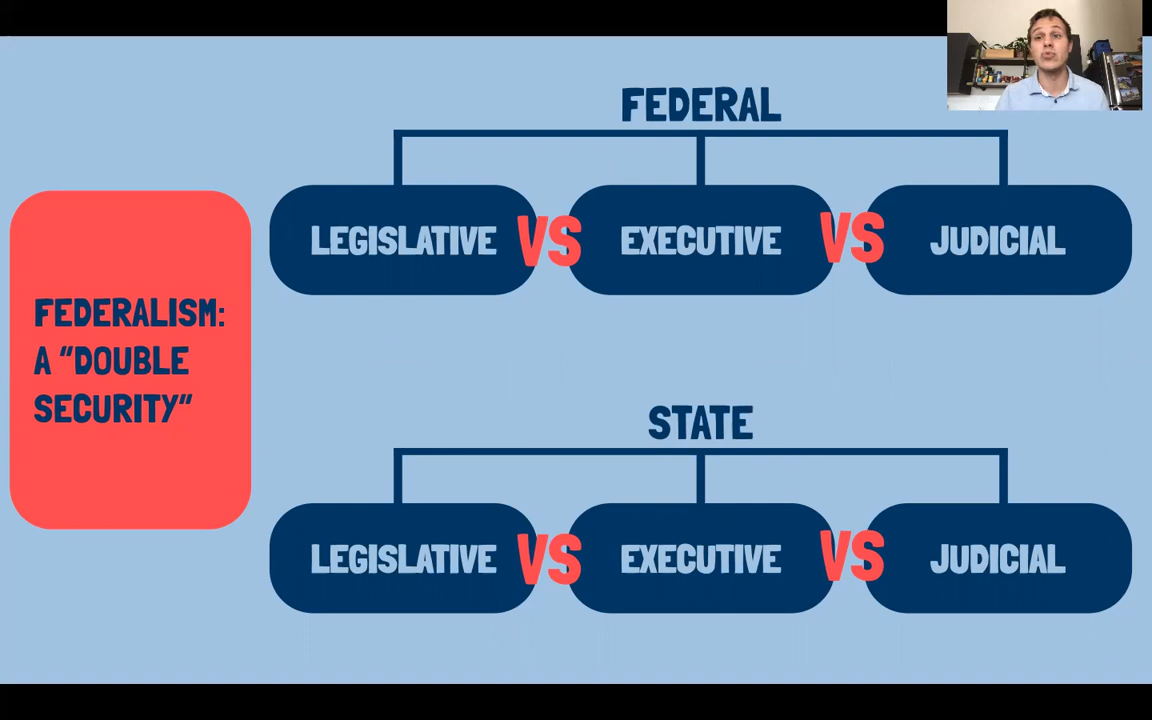 FEDERAL
LEGISLATIVE VS EXECUTIVE VS JUDICIAL
FEDERALISM:
A “DOUBLE
SECURITY”
STATE
LEGISLATIVE VS EXECUTIVE VS JUDICIAL